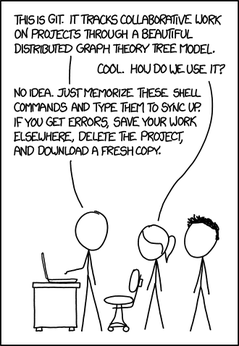 THIS IS GIT. IT TRACKS COLLABORATIVE WORK
ON PROJECTS THROUGH A BEAUTIFUL
DISTRIBUTED GRAPH THEORY TREE MODEL.
COOL. HOW DO WE USE IT?
NO IDEA. JUST MEMORIZE THESE SHELL
COMMANDS AND TYPE THEM TO SYNC UP.
IF YOU GET ERRORS, SAVE YOUR WORK
ELSEWHERE, DELETE THE PROJECT,
AND DOWNLOAD A FRESH COPY.